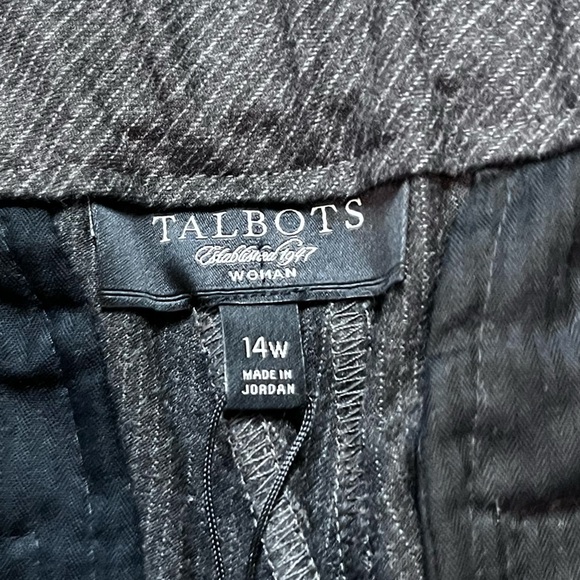 TALBOTS
Established 1947
WOMAN
14W
MADE IN
JORDAN